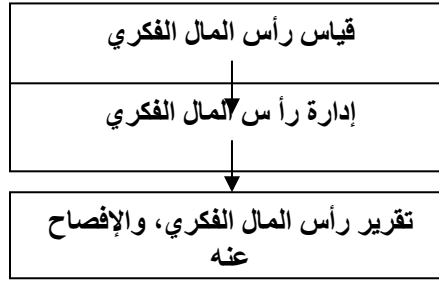 قياس رأس المال الفكري
إدارة رأ س المال الفكري
تقرير رأس المال الفكري، والإفصاح
عنه